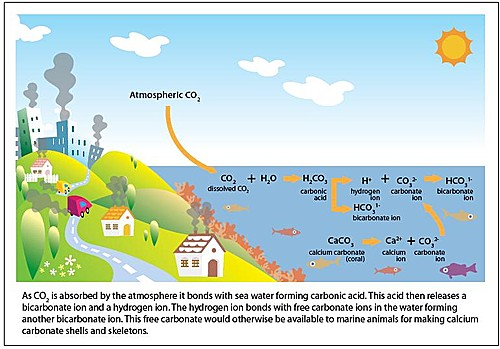 Atmospheric CO2
CO2 + H2O → H2CO3 H+ + CO3 2- → HCO3 1-
dissolved CO2 carbonic acid hydrogen ion carbonate ion bicarbonate ion
HCO3 1-
bicarbonate ion
CaCO3 → Ca2+ + CO3 2-
calcium carbonate (coral) calcium ion carbonate ion
As CO2 is absorbed by the atmosphere it bonds with sea water forming carbonic acid. This acid then releases a
bicarbonate ion and a hydrogen ion. The hydrogen ion bonds with free carbonate ions in the water forming
another bicarbonate ion. This free carbonate would otherwise be available to marine animals for making calcium
carbonate shells and skeletons.